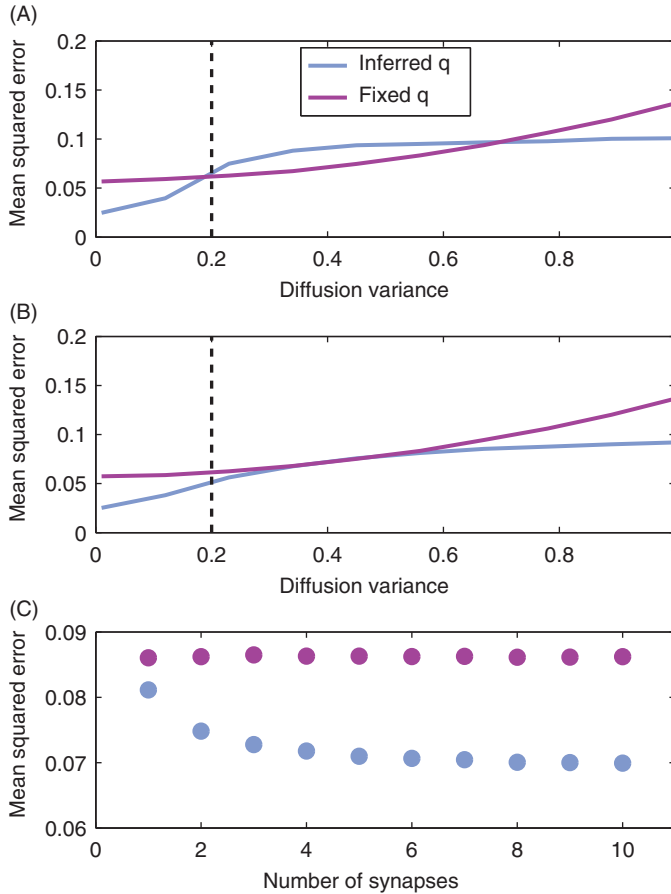 (A)
0.2
0.15
0.1
0.05
0
Mean squared error
Inferred q
Fixed q
0 0.2 0.4 0.6 0.8
Diffusion variance
(B)
0.2
0.15
0.1
0.05
0
Mean squared error
0 0.2 0.4 0.6 0.8
Diffusion variance
(C)
0.09
0.08
0.07
0.06
Mean squared error
0 2 4 6 8 10
Number of synapses